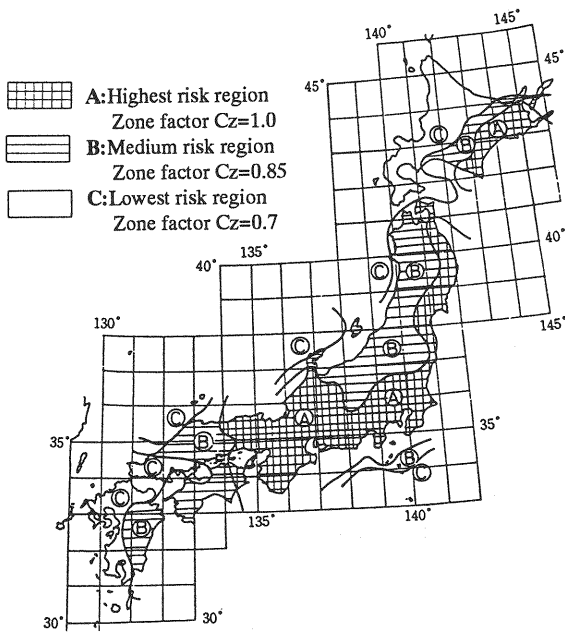 145°
140°
45°
45°
A:Highest risk region
Zone factor Cz=1.0
B:Medium risk region
Zone factor Cz=0.85
C:Lowest risk region
Zone factor Cz=0.7
A
C
B
135°
40°
40°
C
B
130°
145°
C
B
A
C
A
35°
35°
B
C
B
C
C
135°
140°
B
30°
30°